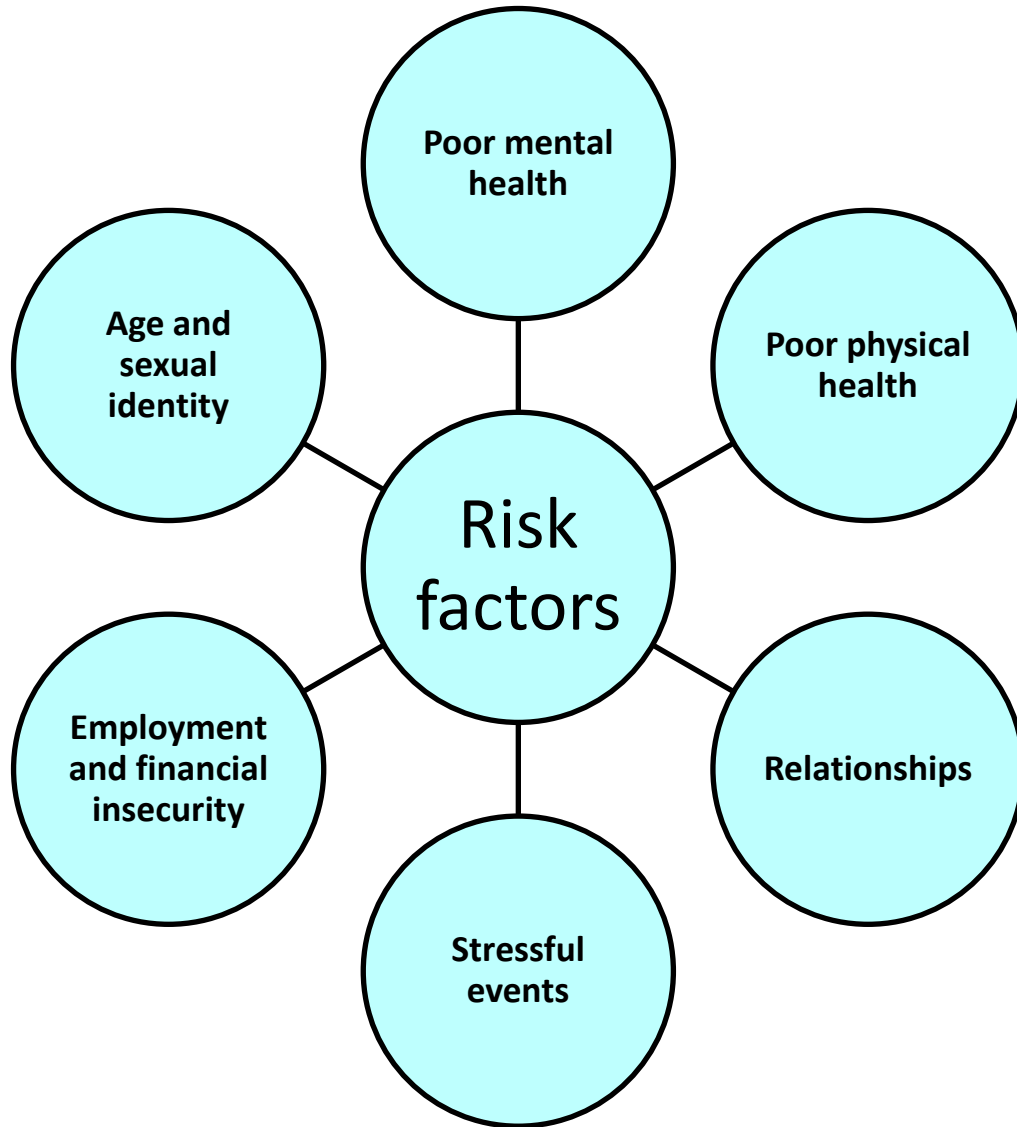 Poor mental
health
Poor physical
health
Relationships
Stressful
events
Employment
and financial
insecurity
Age and
sexual
identity
Risk
factors